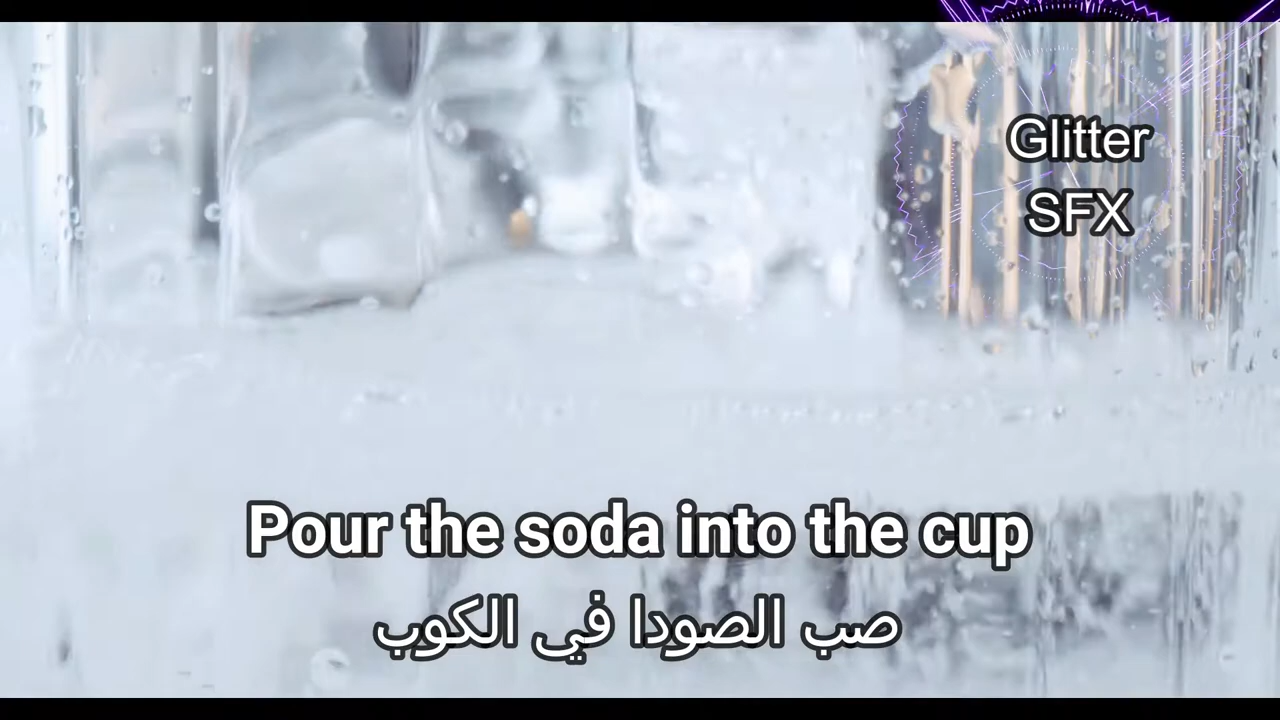 Glitter
SFX
Pour the soda into the cup
صب الصودا في الكوب